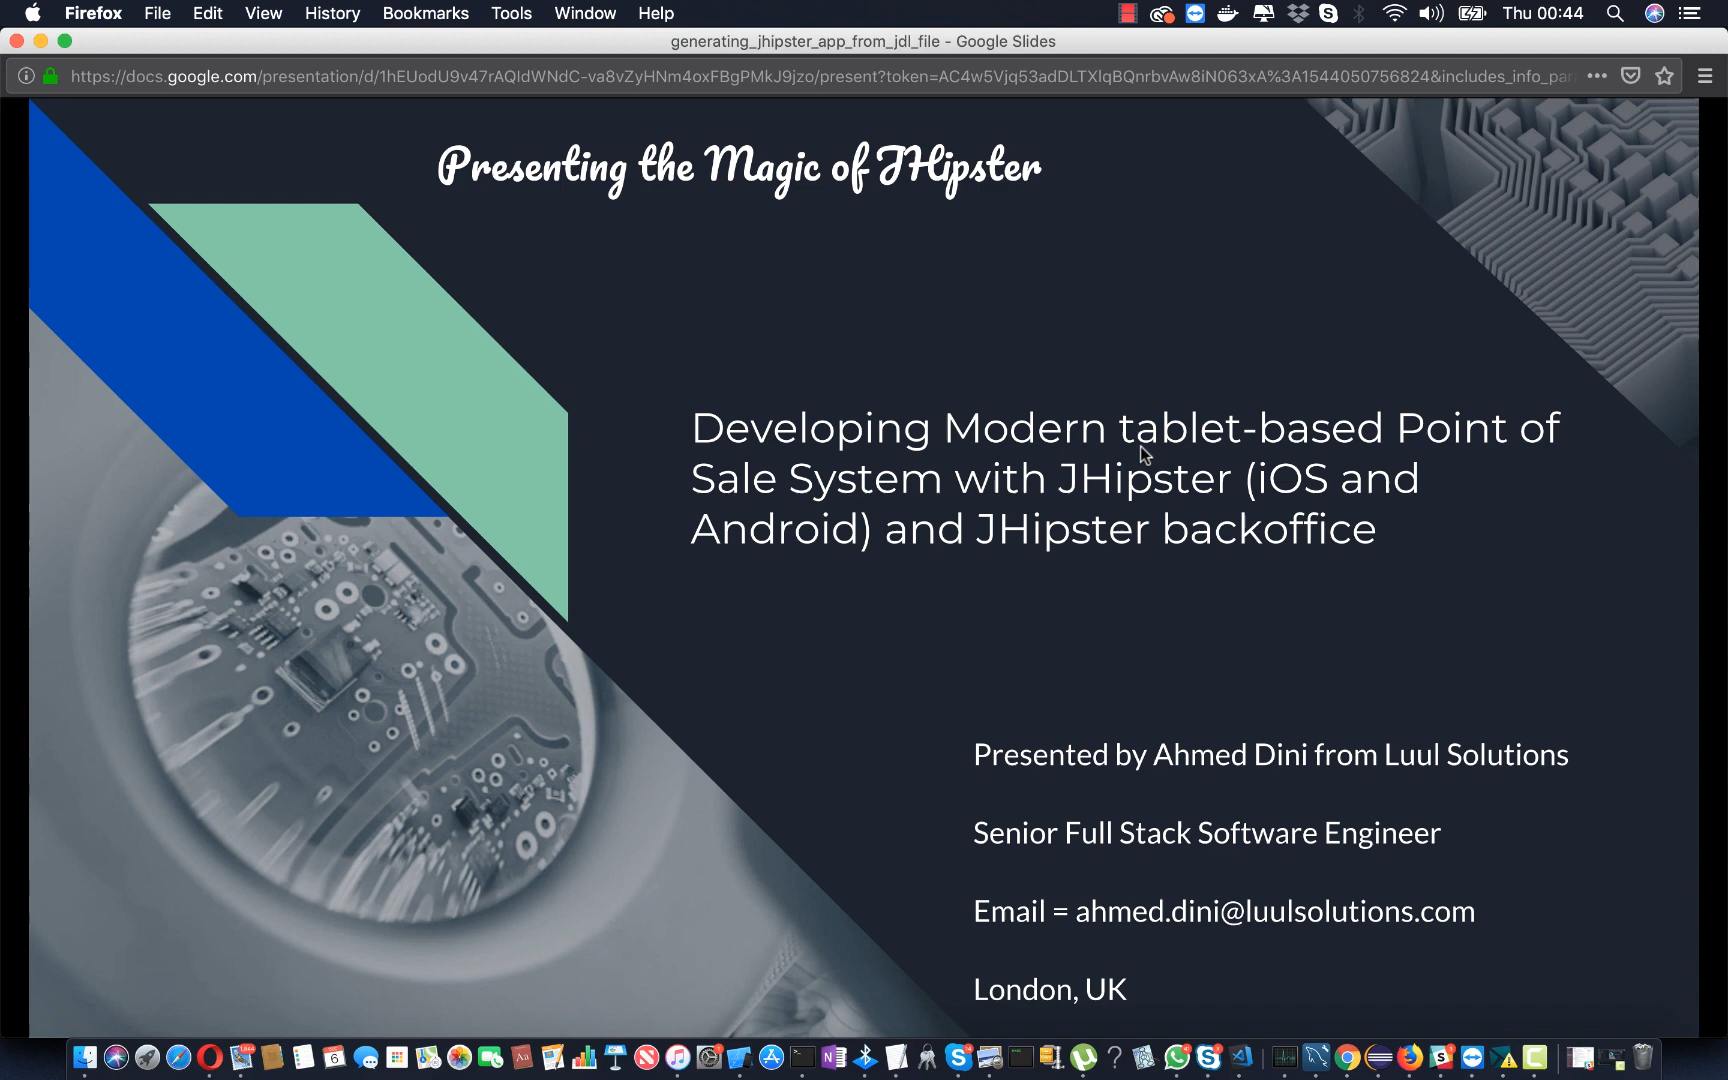 Firefox File Edit View History Bookmarks Tools Window Help Thu 00:44
generating_jhipster_app_from_jdl_file - Google Slides
https://docs.google.com/presentation/d/1hEUodU9v47rAQIdWNdC-va8vZyHNm4oxFBgPMkJ9jzo/present?token=AC4w5Vjq53adDLTXlqBQnrbvAw8iN063xA%3A1544050756824&includes_info_par
Presenting the Magic of JHipster
Developing Modern tablet-based Point of
Sale System with JHipster (iOS and
Android) and JHipster backoffice
Presented by Ahmed Dini from Luul Solutions
Senior Full Stack Software Engineer
Email = ahmed.dini@luulsolutions.com
London, UK